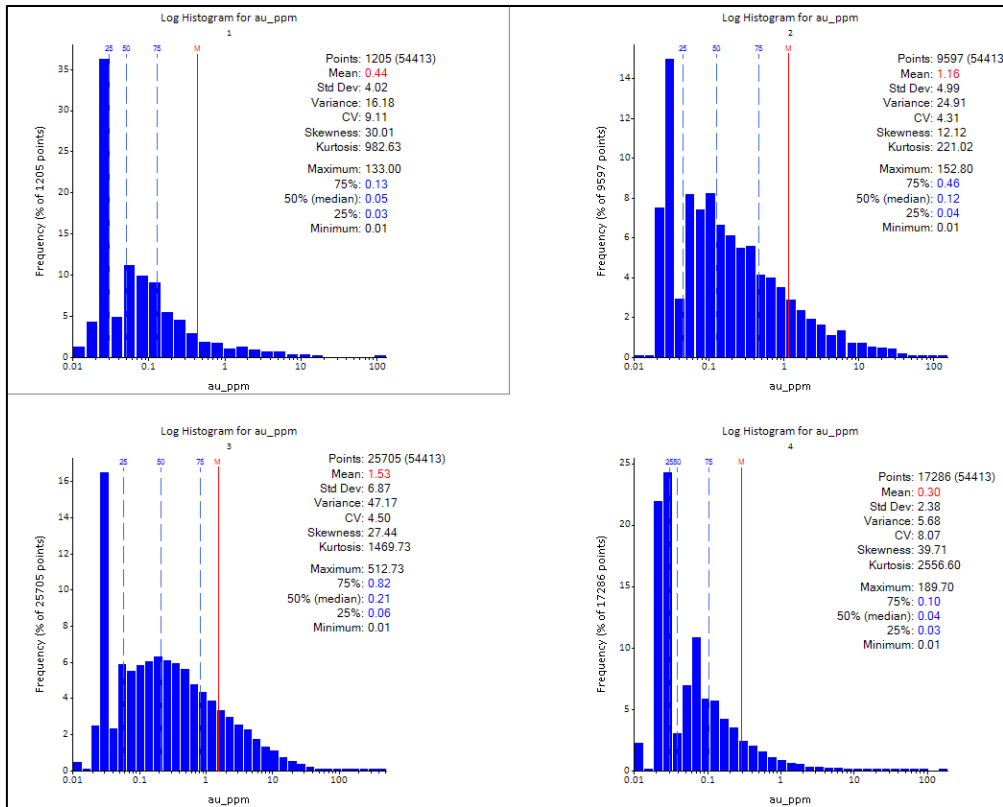 Log Histogram for au_ppm
1
25 50 75 M
Points: 1205 (54413)
Mean: 0.44
Std Dev: 4.02
Variance: 16.18
CV: 9.11
Skewness: 30.01
Kurtosis: 982.63
Maximum: 133.00
75%: 0.13
50% (median): 0.05
25%: 0.03
Minimum: 0.01
Frequency (% of 1205 points)
35
30
25
20
15
10
5
0
0.01 0.1 1 10 100
au_ppm
Log Histogram for au_ppm
2
25 50 75 M
Points: 9597 (54413
Mean: 1.16
Std Dev: 4.99
Variance: 24.91
CV: 4.31
Skewness: 12.12
Kurtosis: 221.02
Maximum: 152.80
75%: 0.46
50% (median): 0.12
25%: 0.04
Minimum: 0.01
Frequency (% of 9597 points)
14
12
10
8
6
4
2
0
0.01 0.1 1 10 100
au_ppm
Log Histogram for au_ppm
3
25 50 75 M
Points: 25705 (54413)
Mean: 1.53
Std Dev: 6.87
Variance: 47.17
CV: 4.50
Skewness: 27.44
Kurtosis: 1469.73
Maximum: 512.73
75%: 0.82
50% (median): 0.21
25%: 0.06
Minimum: 0.01
Frequency (% of 25705 points)
16
14
12
10
8
6
4
2
0
0.01 0.1 1 10 100
au_ppm
Log Histogram for au_ppm
4
25 50 75 M
Points: 17286 (54413)
Mean: 0.30
Std Dev: 2.38
Variance: 5.68
CV: 8.07
Skewness: 39.71
Kurtosis: 2556.60
Maximum: 189.70
75%: 0.10
50% (median): 0.04
25%: 0.03
Minimum: 0.01
Frequency (% of 17286 points)
25
20
15
10
5
0
0.01 0.1 1 10 100
au_ppm